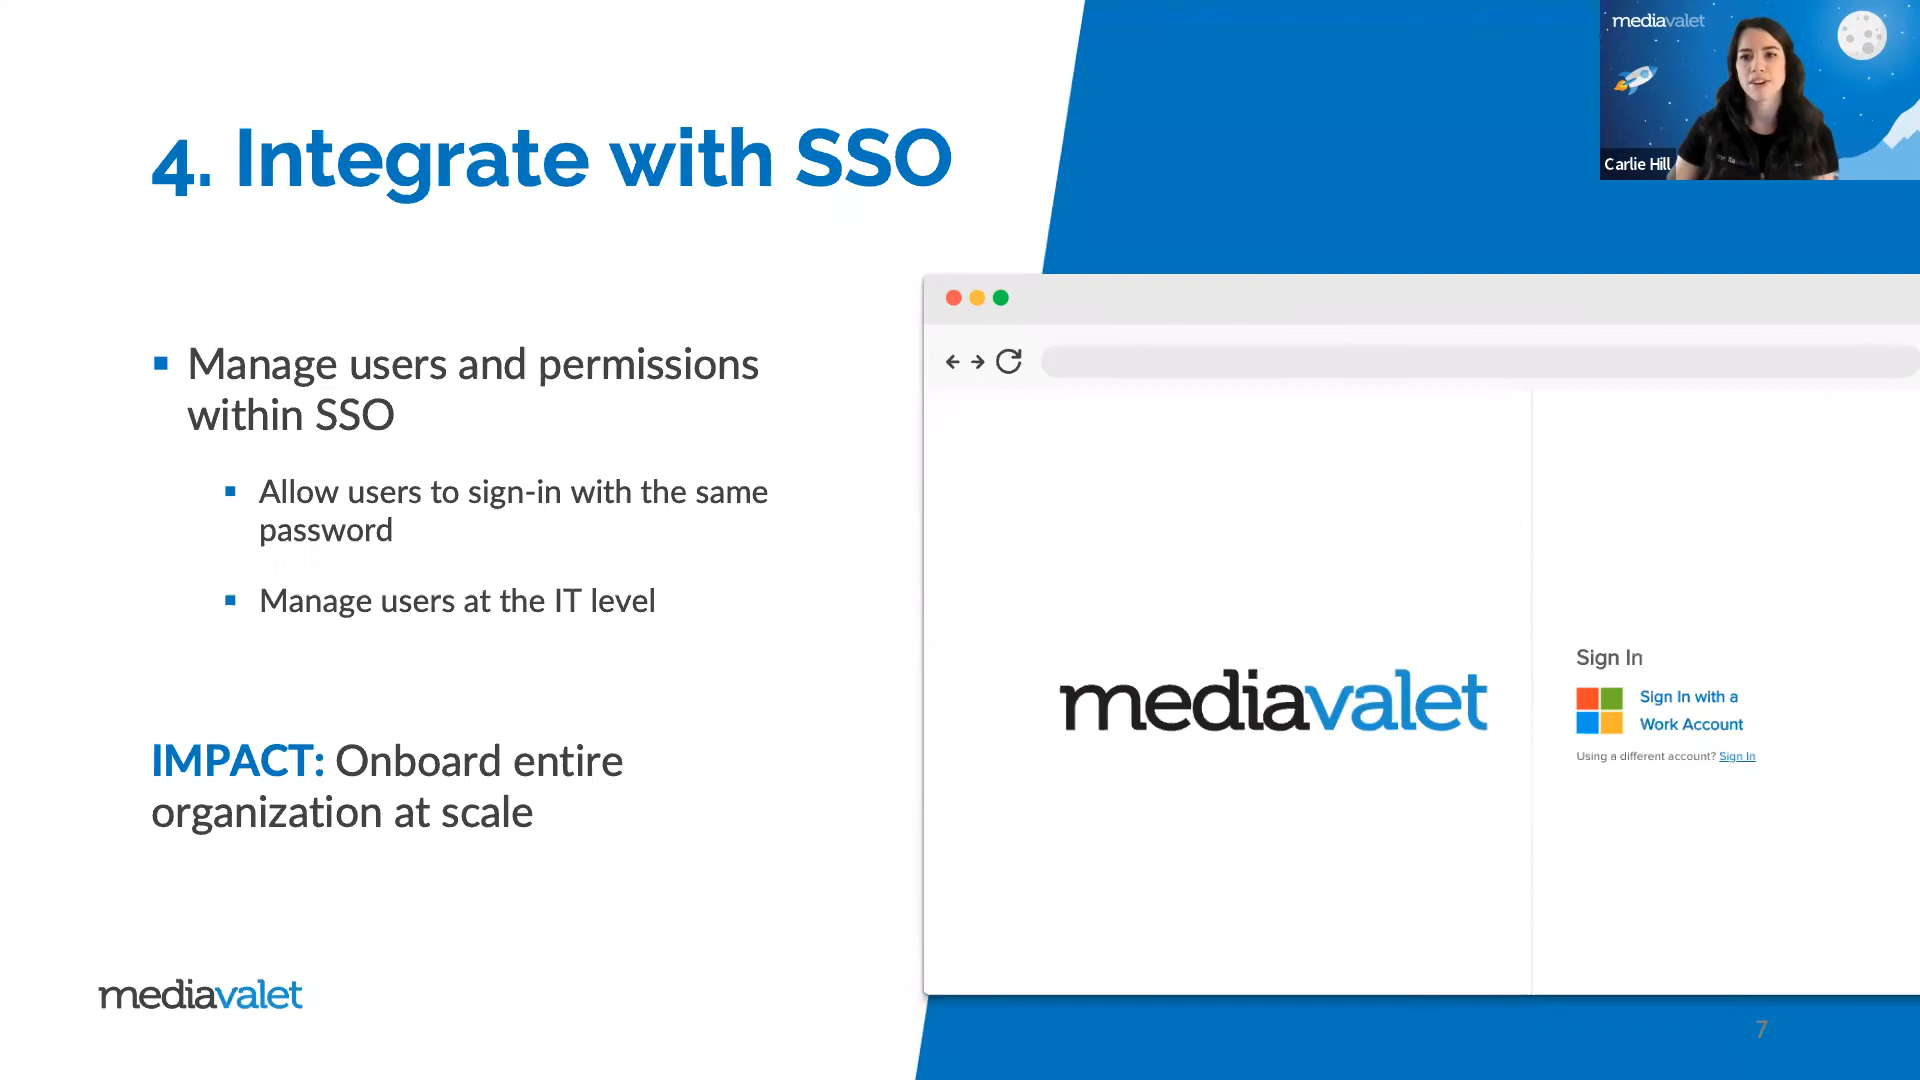 mediavalet
Carlie Hill
4. Integrate with SSO
Manage users and permissions
within SSO
Allow users to sign-in with the same
password
Manage users at the IT level
IMPACT: Onboard entire
organization at scale
mediavalet
mediavalet
Sign In
Sign In with a
Work Account
Using a different account? Sign In
7